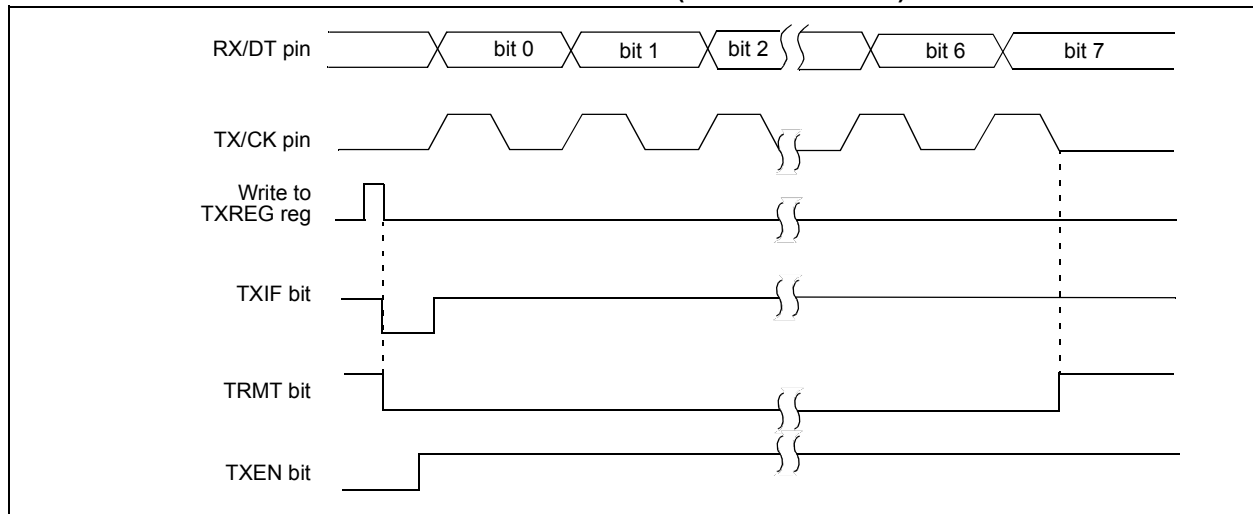 RX/DT pin
bit 0
bit 1
bit 2
bit 6
bit 7
TX/CK pin
Write to
TXREG reg
TXIF bit
TRMT bit
TXEN bit